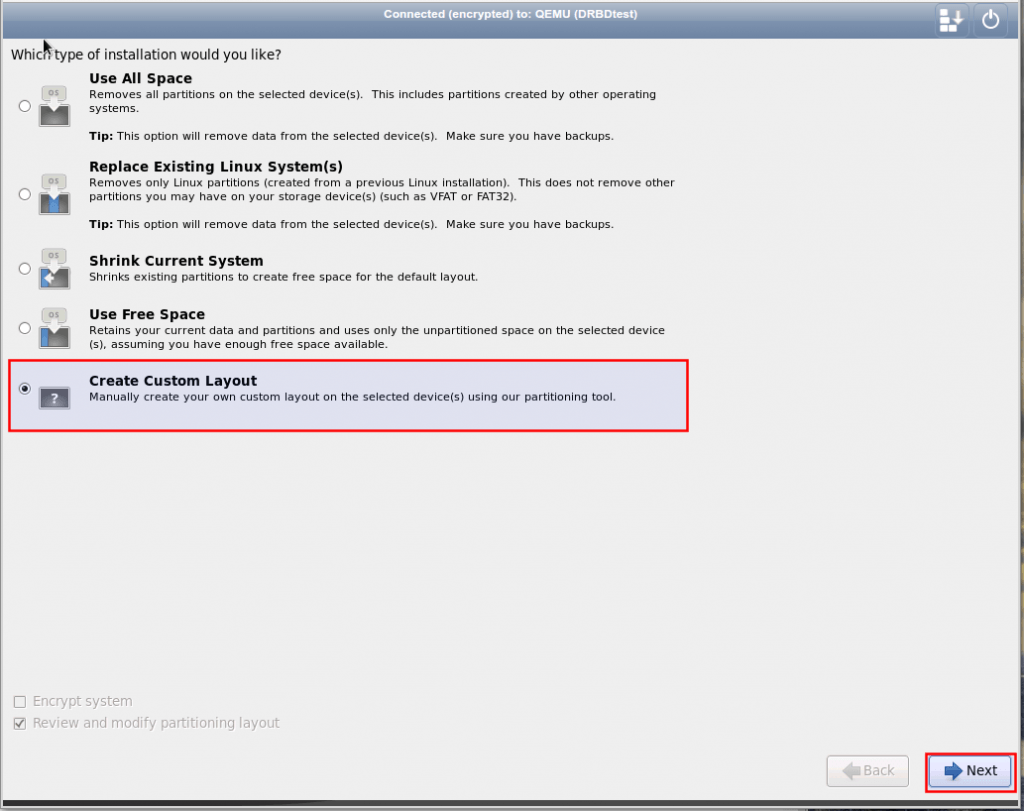 Connected (encrypted) to: QEMU (DRBDtest)
Which type of installation would you like?
Use All Space
Removes all partitions on the selected device(s). This includes partitions created by other operating
systems.
Tip: This option will remove data from the selected device(s). Make sure you have backups.
Replace Existing Linux System(s)
Removes only Linux partitions (created from a previous Linux installation). This does not remove other
partitions you may have on your storage device(s) (such as VFAT or FAT32).
Tip: This option will remove data from the selected device(s). Make sure you have backups.
Shrink Current System
Shrinks existing partitions to create free space for the default layout.
Use Free Space
Retains your current data and partitions and uses only the unpartitioned space on the selected device
(s), assuming you have enough free space available.
Create Custom Layout
Manually create your own custom layout on the selected device(s) using our partitioning tool.
OS
OS
OS
OS
?
Encrypt system
Review and modify partitioning layout
Back
Next